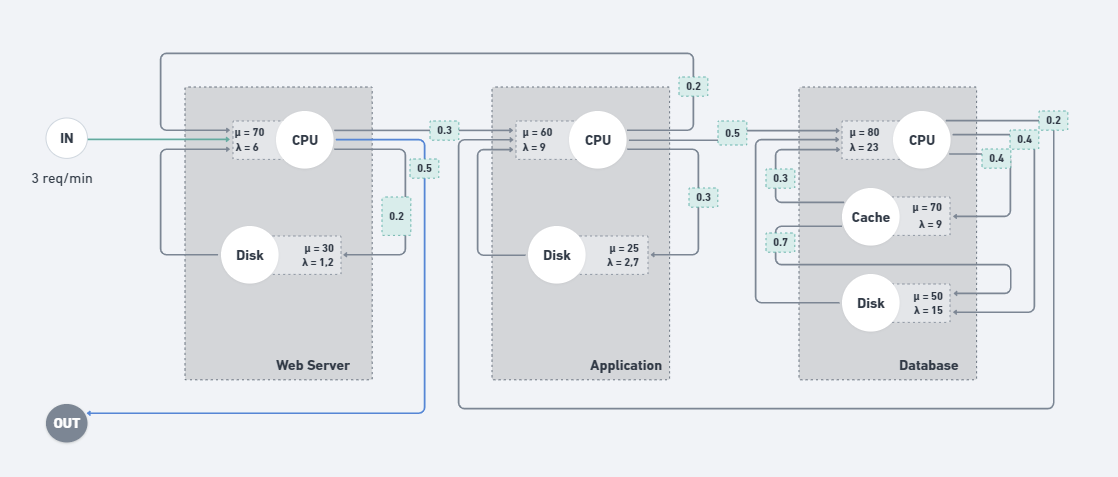 0.2
IN
3 req/min
μ = 70
λ = 6
CPU
0.3
0.5
0.2
Disk
μ = 30
λ = 1,2
Web Server
μ = 60
λ = 9
CPU
0.5
0.3
Disk
μ = 25
λ = 2,7
Application
μ = 80
λ = 23
CPU
0.2
0.4
0.4
0.3
Cache
μ = 70
λ = 9
0.7
Disk
μ = 50
λ = 15
Database
OUT